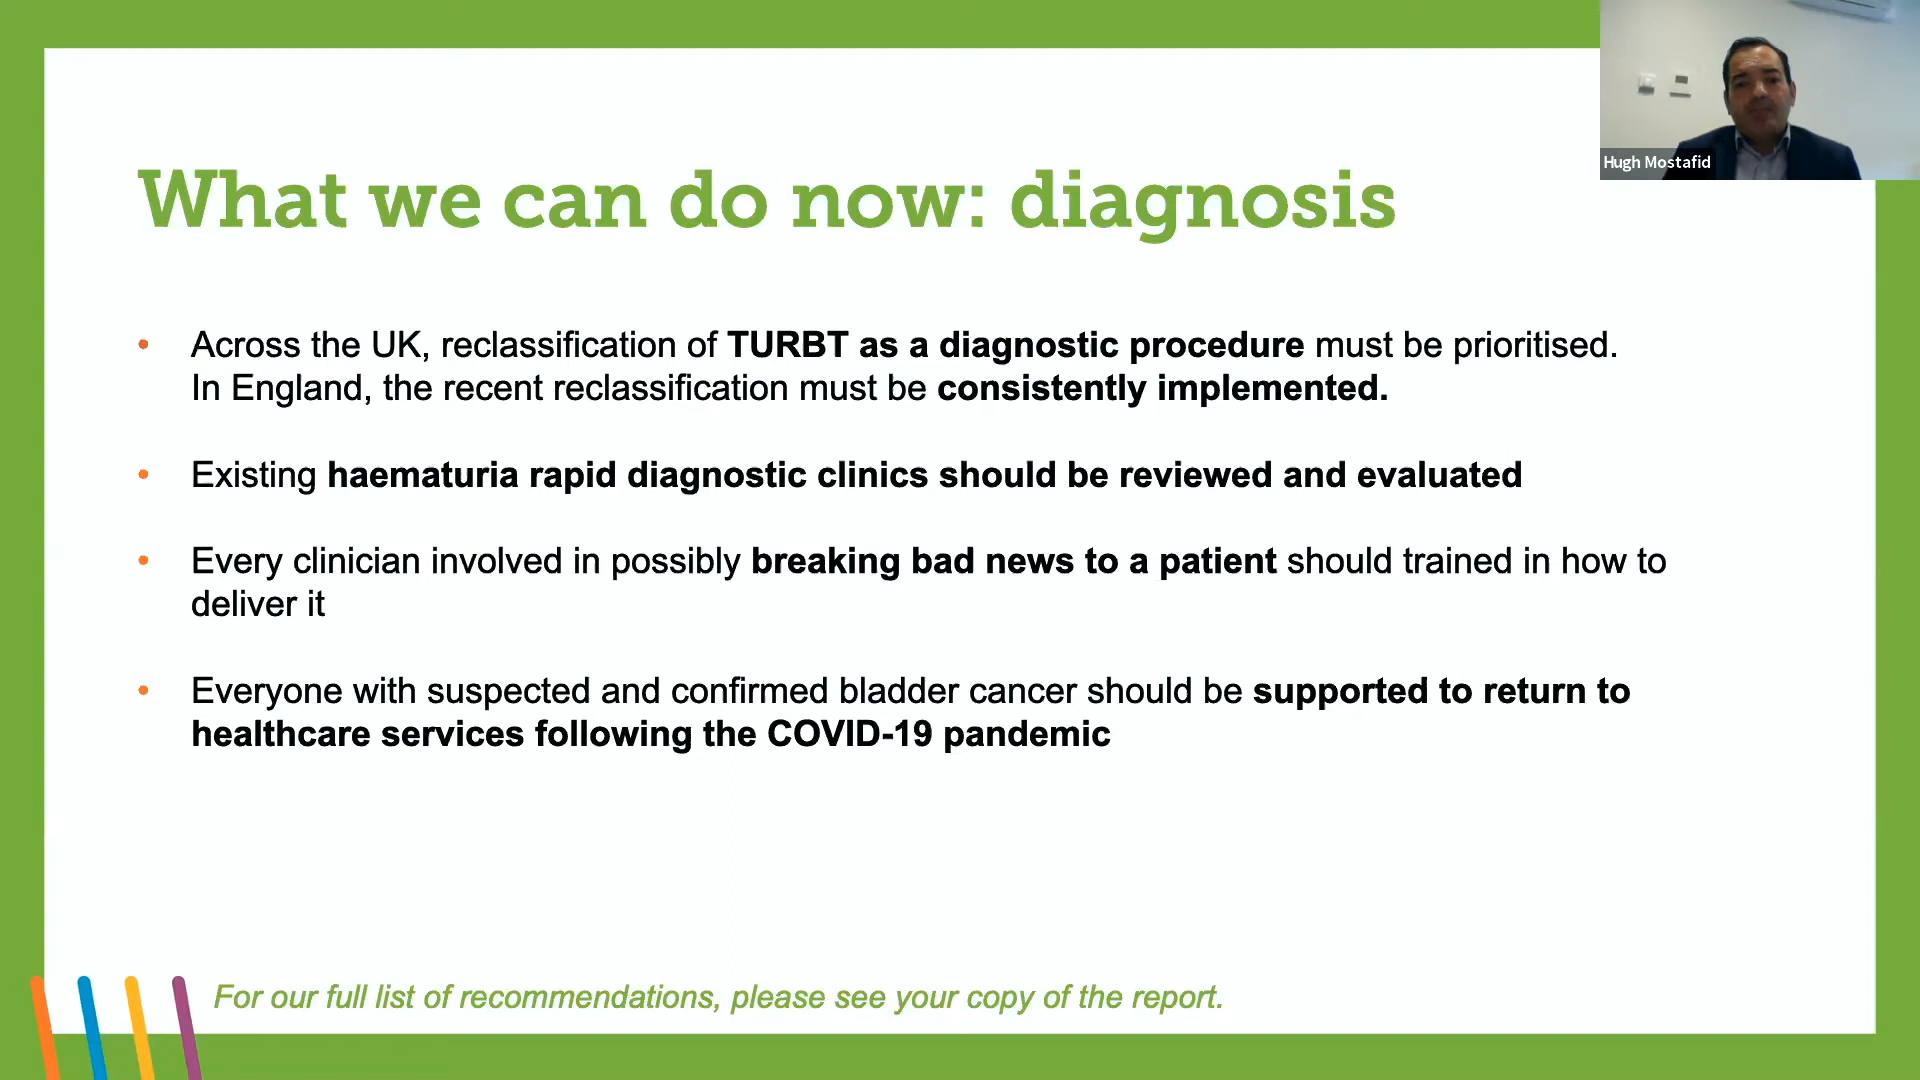 Hugh Mostafid
What we can do now: diagnosis
• Across the UK, reclassification of TURBT as a diagnostic procedure must be prioritised.
In England, the recent reclassification must be consistently implemented.
• Existing haematuria rapid diagnostic clinics should be reviewed and evaluated
• Every clinician involved in possibly breaking bad news to a patient should trained in how to
deliver it
• Everyone with suspected and confirmed bladder cancer should be supported to return to
healthcare services following the COVID-19 pandemic
For our full list of recommendations, please see your copy of the report.